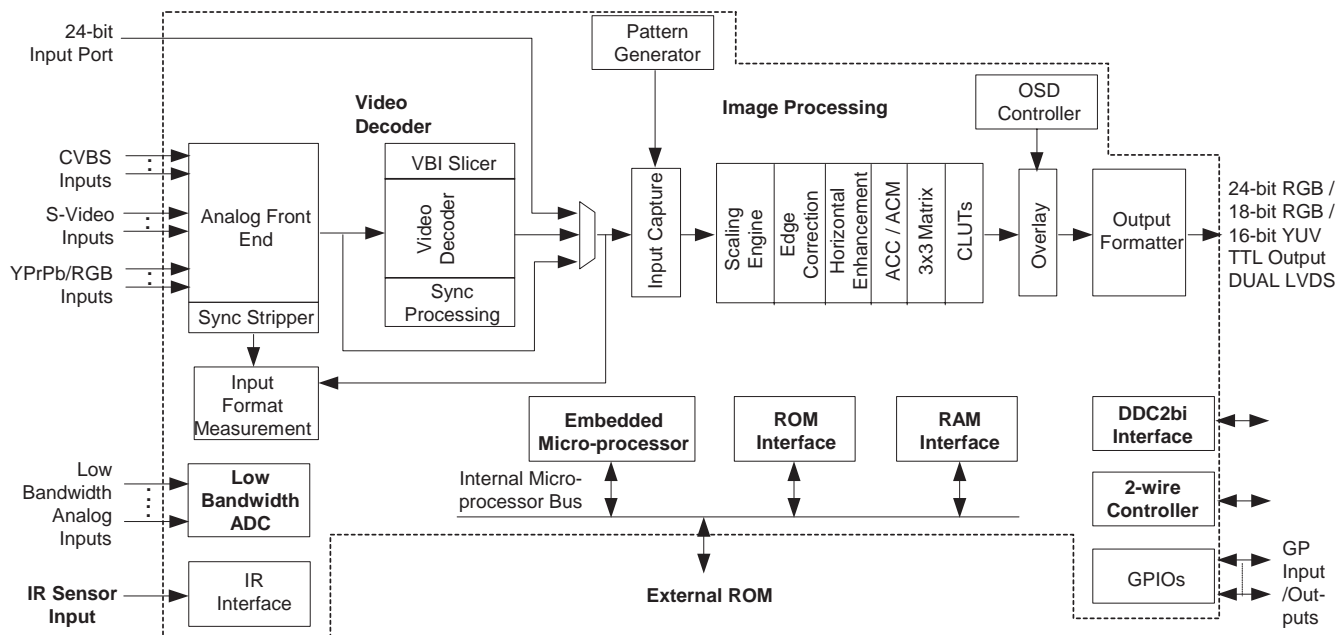 24-bit
Input Port
Pattern
Generator
OSD
Controller
Video
Decoder
Image Processing
CVBS
Inputs
S-Video
Inputs
YPrPb/RGB
Inputs
Analog Front
End
Sync Stripper
VBI Slicer
Video
Decoder
Sync
Processing
Input Capture
Scaling
Engine
Edge
Correction
Horizontal
Enhancement
ACC / ACM
3x3 Matrix
CLUTs
Overlay
Output
Formatter
24-bit RGB /
18-bit RGB /
16-bit YUV
TTL Output
DUAL LVDS
Input
Format
Measurement
Embedded
Micro-processor
ROM
Interface
RAM
Interface
DDC2bi
Interface
Low
Bandwidth
Analog
Inputs
Low
Bandwidth
ADC
Internal Micro-
processor Bus
2-wire
Controller
IR Sensor
Input
IR
Interface
External ROM
GPIOs
GP
Input
/Out-
puts